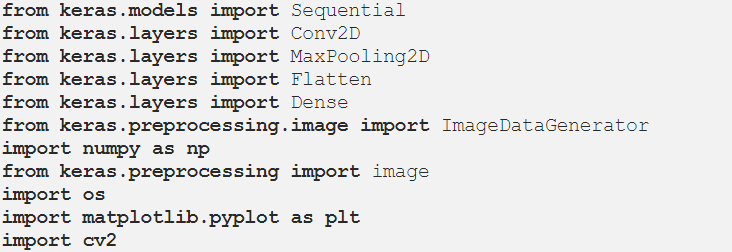 from keras.models import Sequential
from keras.layers import Conv2D
from keras.layers import MaxPooling2D
from keras.layers import Flatten
from keras.layers import Dense
from keras.preprocessing.image import ImageDataGenerator
import numpy as np
from keras.preprocessing import image
import os
import matplotlib.pyplot as plt
import cv2